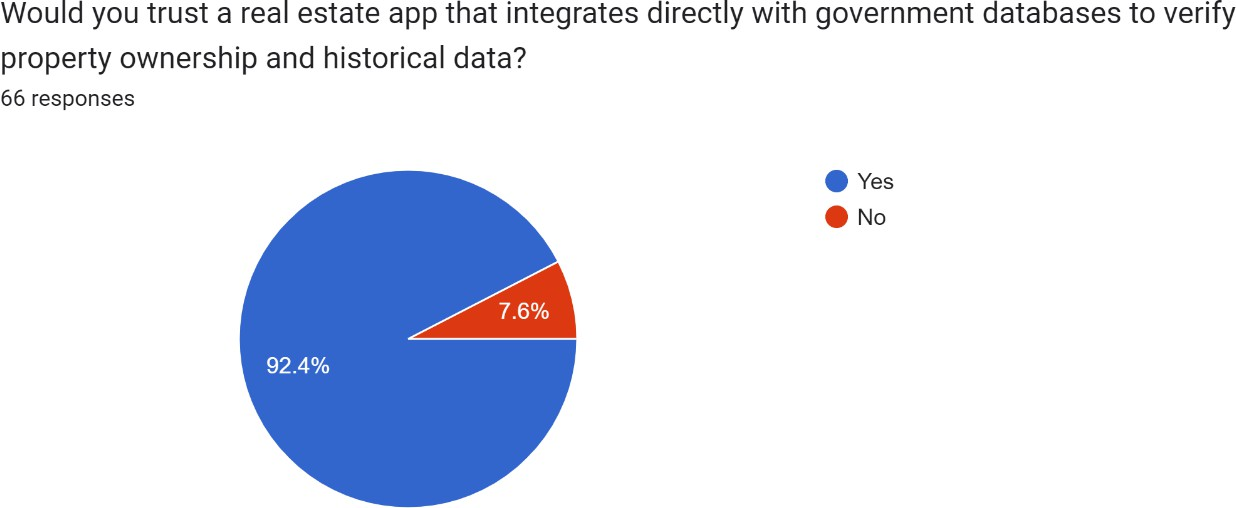 Would you trust a real estate app that integrates directly with government databases to verify
property ownership and historical data?
66 responses
Yes
No
7.6%
92.4%